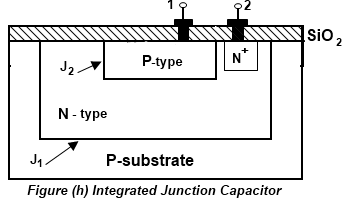 1 2
SiO2
J2
P-type
N+
N - type
J1
P-substrate
Figure (h) Integrated Junction Capacitor